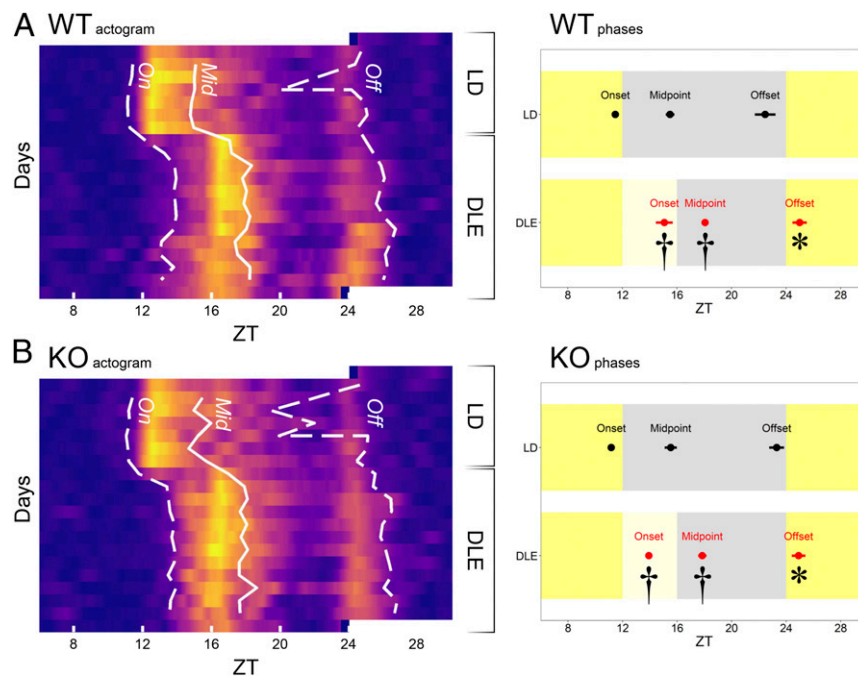 A WT actogram
On
Mid
Off
LD
DLE
Days
8 12 16 20 24 28
ZT
WT phases
Onset Midpoint Offset
LD
Onset Midpoint Offset
DLE
† † *
8 12 16 20 24 28
ZT
B KO actogram
On
Mid
Off
LD
DLE
Days
8 12 16 20 24 28
ZT
KO phases
Onset Midpoint Offset
LD
Onset Midpoint Offset
DLE
† † *
8 12 16 20 24 28
ZT